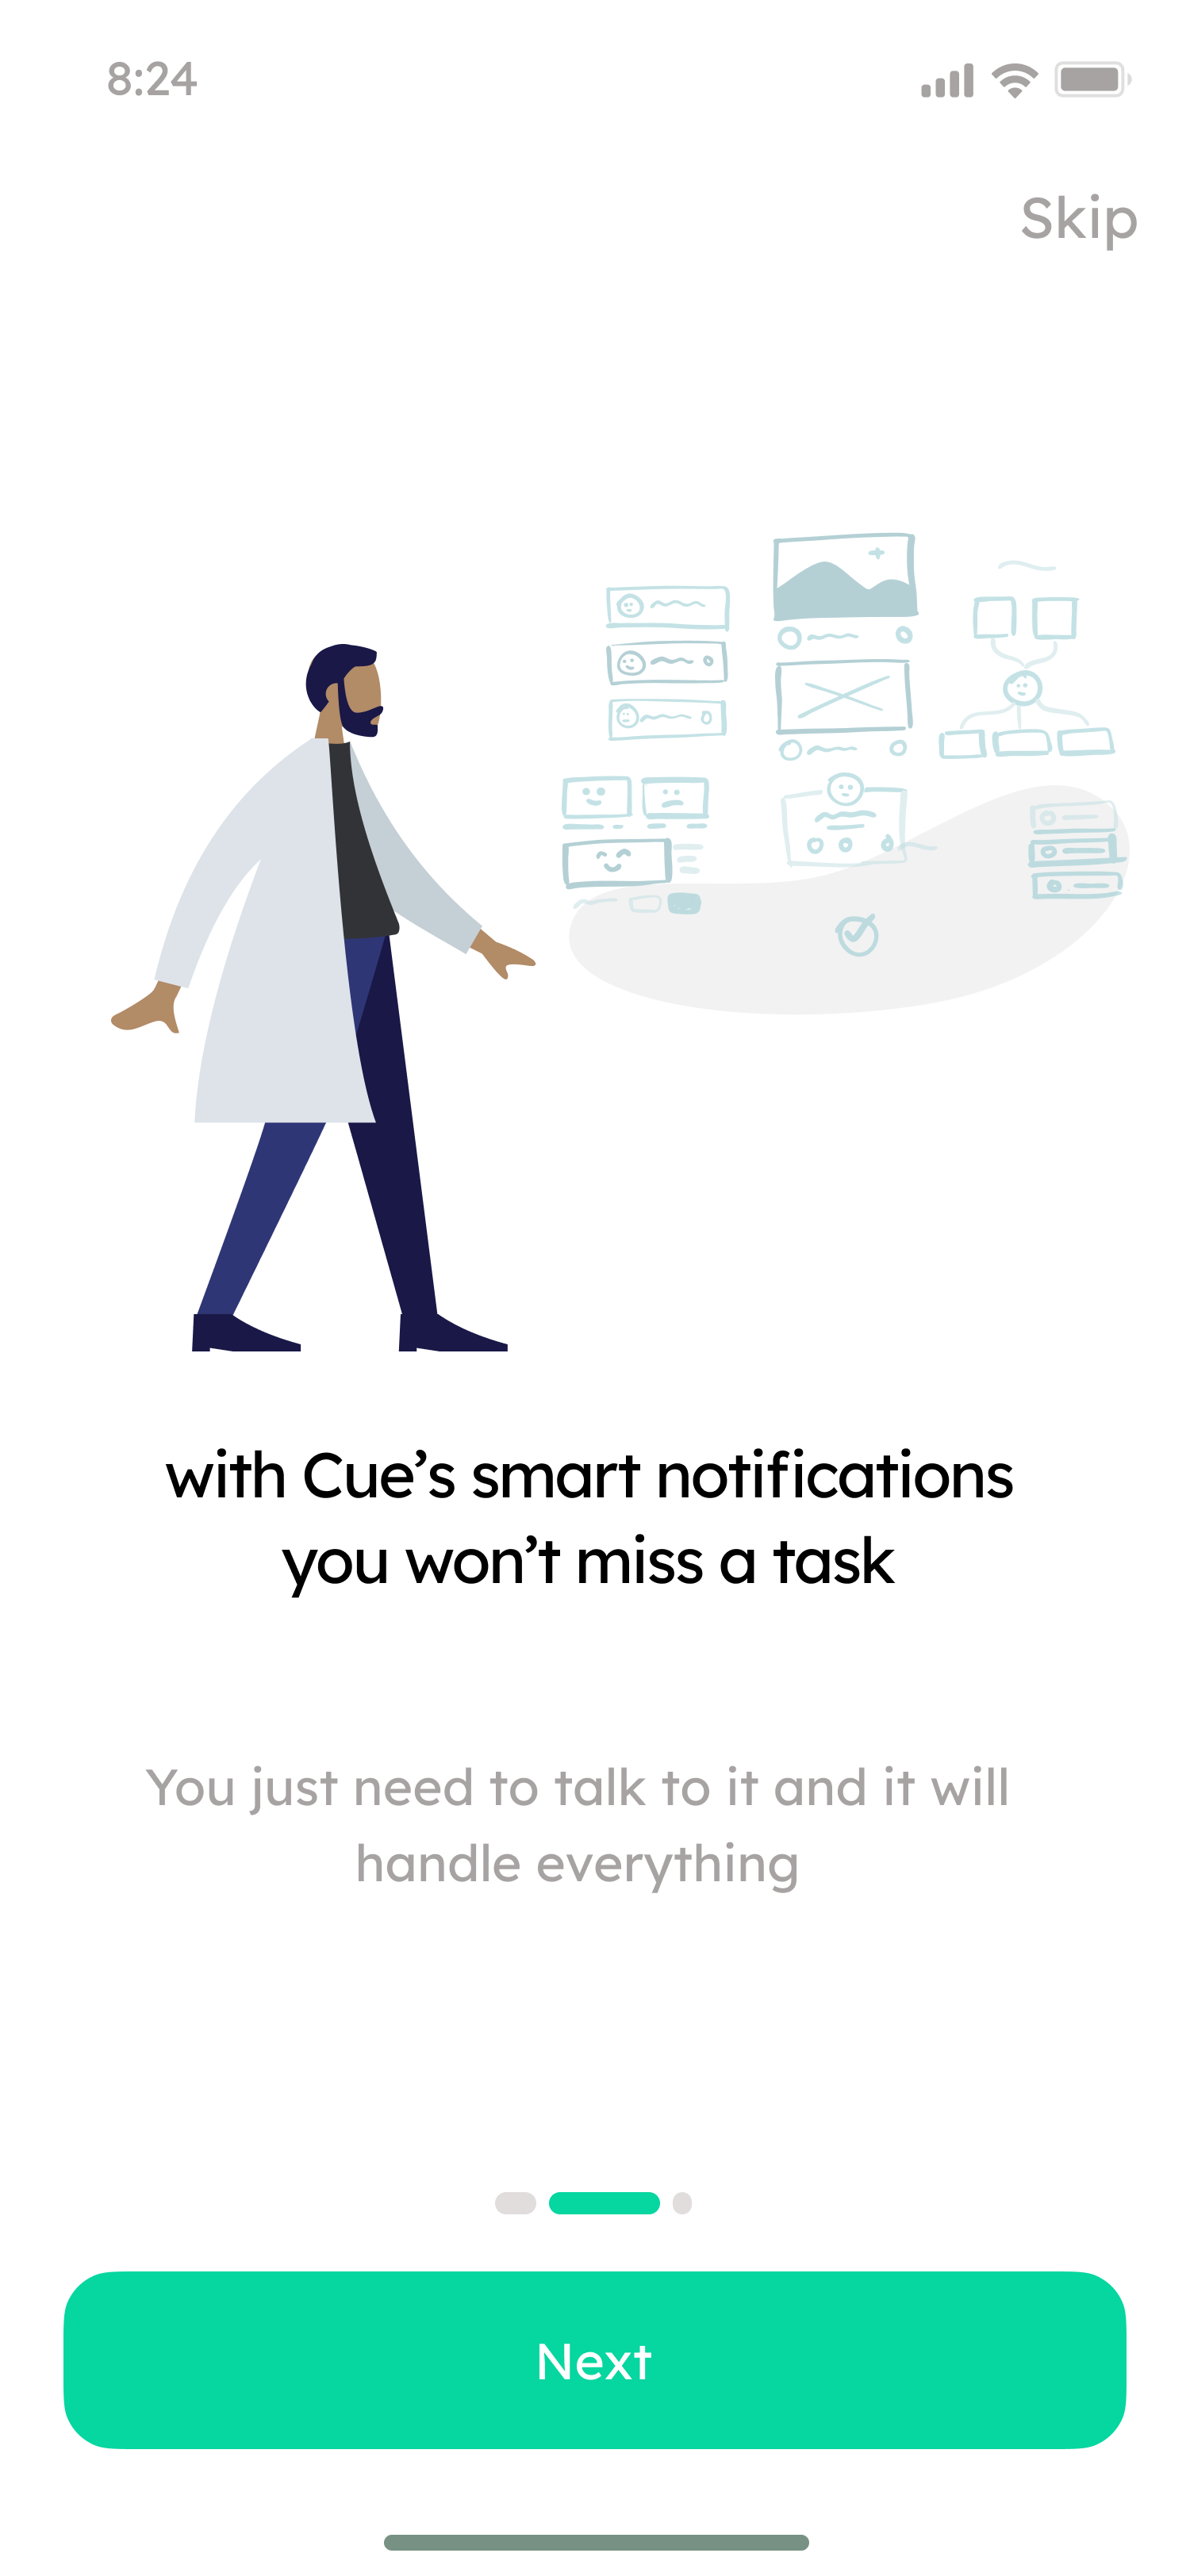 8:24
Skip
with Cue’s smart notifications
you won’t miss a task
You just need to talk to it and it will
handle everything
Next